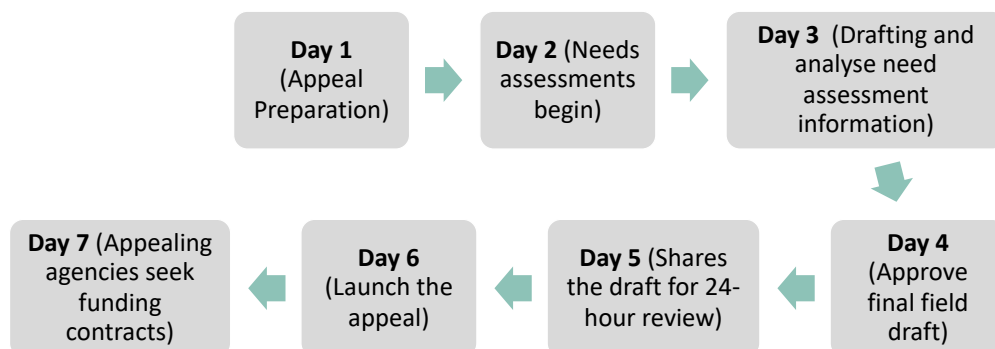 Day 1
(Appeal
Preparation)
Day 2 (Needs
assessments
begin)
Day 3 (Drafting and
analyse need
assessment
information)
Day 4
(Approve
final field
draft)
Day 5 (Shares
the draft for 24-
hour review)
Day 6
(Launch the
appeal)
Day 7 (Appealing
agencies seek
funding
contracts)